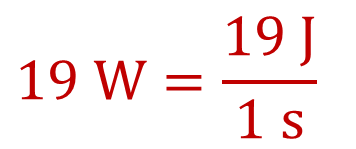 19 W = 19 J / 1 s